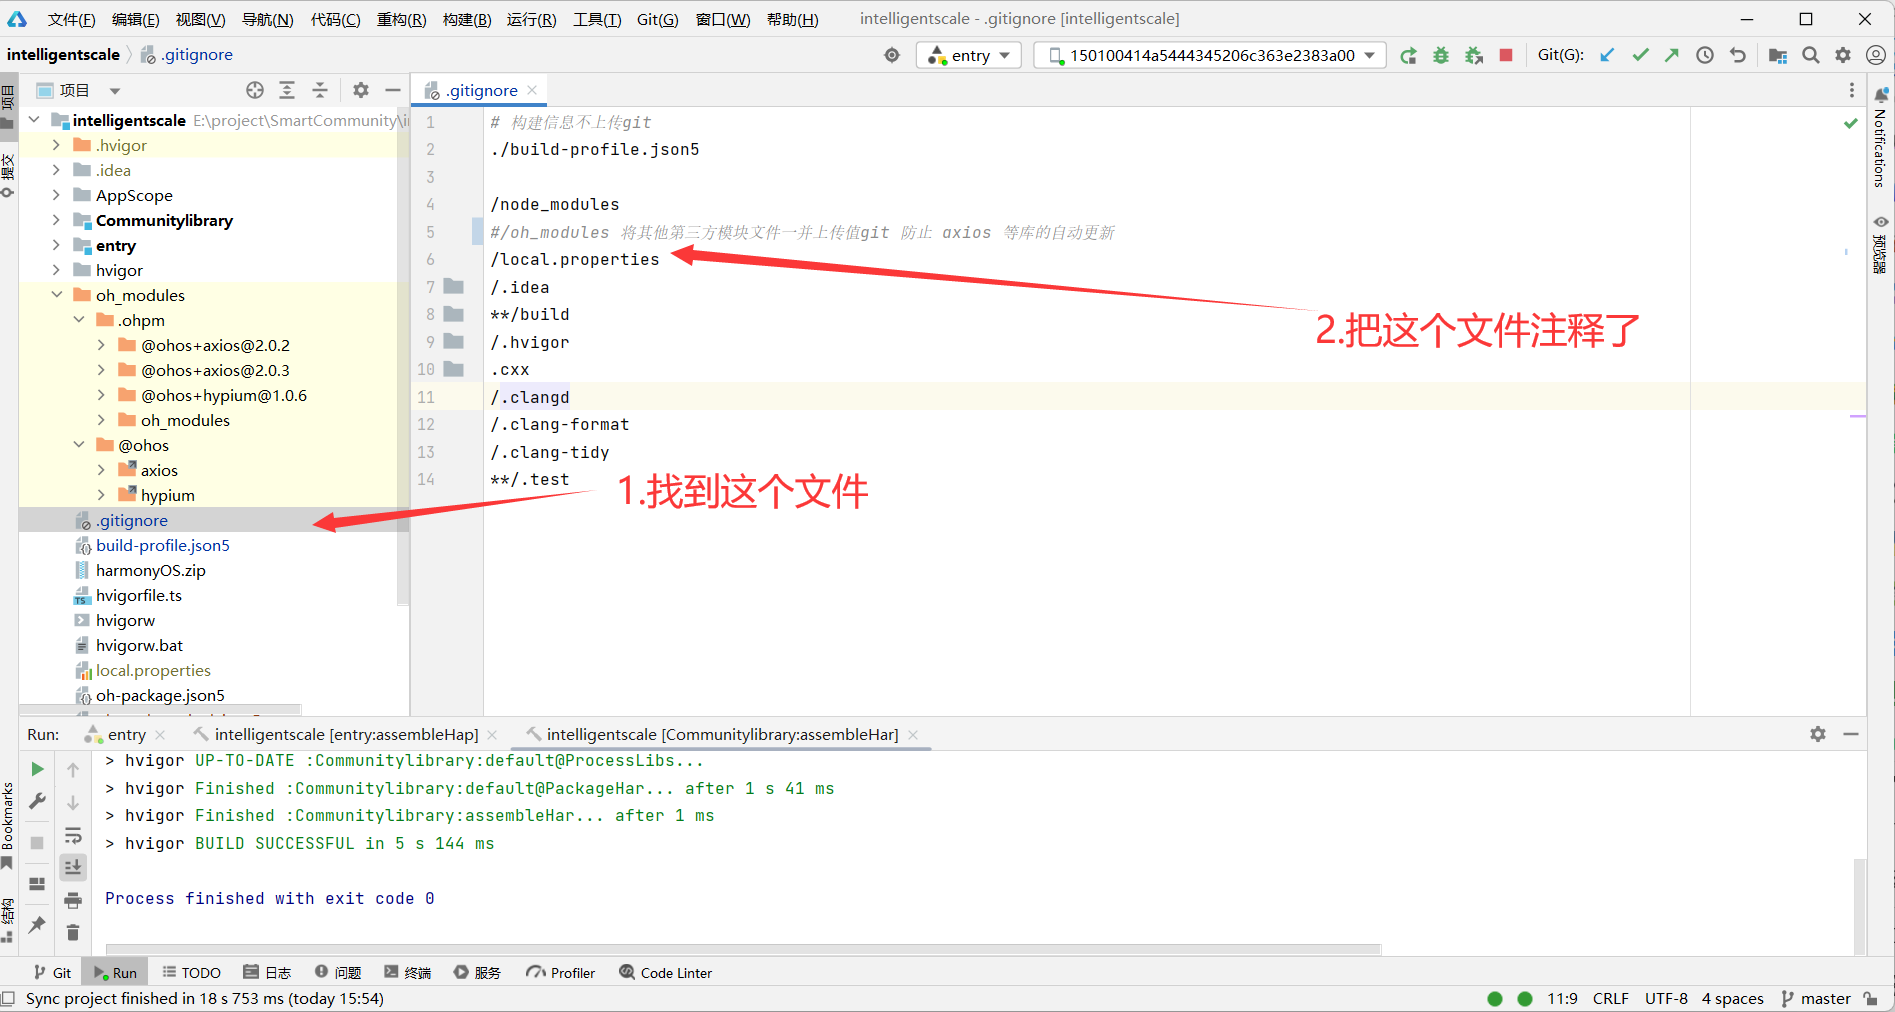 文件(F) 编辑(E) 视图(V) 导航(N) 代码(C) 重构(R) 构建(B) 运行(R) 工具(T) Git(G) 窗口(W) 帮助(H) intelligentscale - .gitignore [intelligentscale]
intelligentscale .gitignore entry 150100414a5444345206c363e2383a00 Git(G):
项目
提交
Bookmarks
结构
Notifications
预览器
项目
intelligentscale E:\project\SmartCommunity\i
.hvigor
.idea
AppScope
Communitylibrary
entry
hvigor
oh_modules
.ohpm
@ohos+axios@2.0.2
@ohos+axios@2.0.3
@ohos+hypium@1.0.6
oh_modules
@ohos
axios
hypium
.gitignore
build-profile.json5
harmonyOS.zip
hvigorfile.ts
hvigorw
hvigorw.bat
local.properties
oh-package.json5
.gitignore
1 # 构建信息不上传git
2 ./build-profile.json5
3
4 /node_modules
5 #/oh_modules 将其他第三方模块文件一并上传值git 防止 axios 等库的自动更新
6 /local.properties
7 /.idea
8 **/build
9 /.hvigor
10 .cxx
11 /.clangd
12 /.clang-format
13 /.clang-tidy
14 **/.test
2.把这个文件注释了
1.找到这个文件
Run: entry intelligentscale [entry:assembleHap] intelligentscale [Communitylibrary:assembleHar]
> hvigor UP-TO-DATE :Communitylibrary:default@ProcessLibs...
> hvigor Finished :Communitylibrary:default@PackageHar... after 1 s 41 ms
> hvigor Finished :Communitylibrary:assembleHar... after 1 ms
> hvigor BUILD SUCCESSFUL in 5 s 144 ms
Process finished with exit code 0
Git Run TODO 日志 问题 终端 服务 Profiler Code Linter
Sync project finished in 18 s 753 ms (today 15:54) 11:9 CRLF UTF-8 4 spaces master